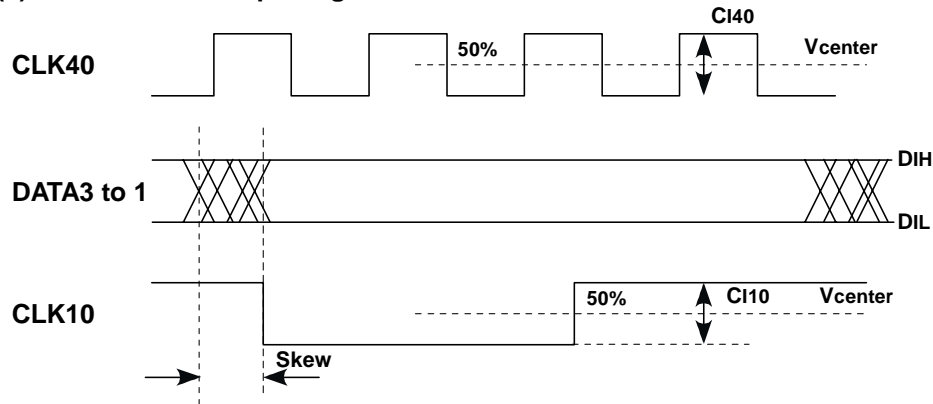 CI40
50%
Vcenter
CLK40
DIH
DATA3 to 1
DIL
50%
CI10
Vcenter
CLK10
Skew